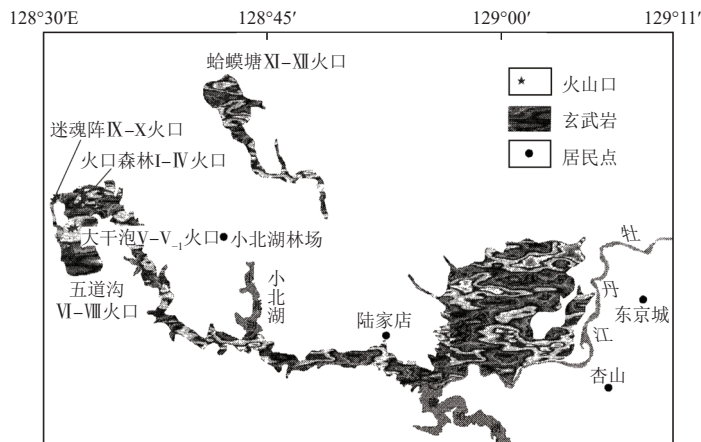 128°30′E
128°45′
129°00′
129°11′
蛤蟆塘Ⅺ-Ⅻ火口
火山口
玄武岩
居民点
迷魂阵Ⅸ-Ⅹ火口
火口森林Ⅰ-Ⅳ火口
大干泡Ⅴ-Ⅴ₋₁火口
小北湖林场
五道沟
Ⅵ-Ⅷ火口
小北湖
陆家店
牡丹江
东京城
杏山